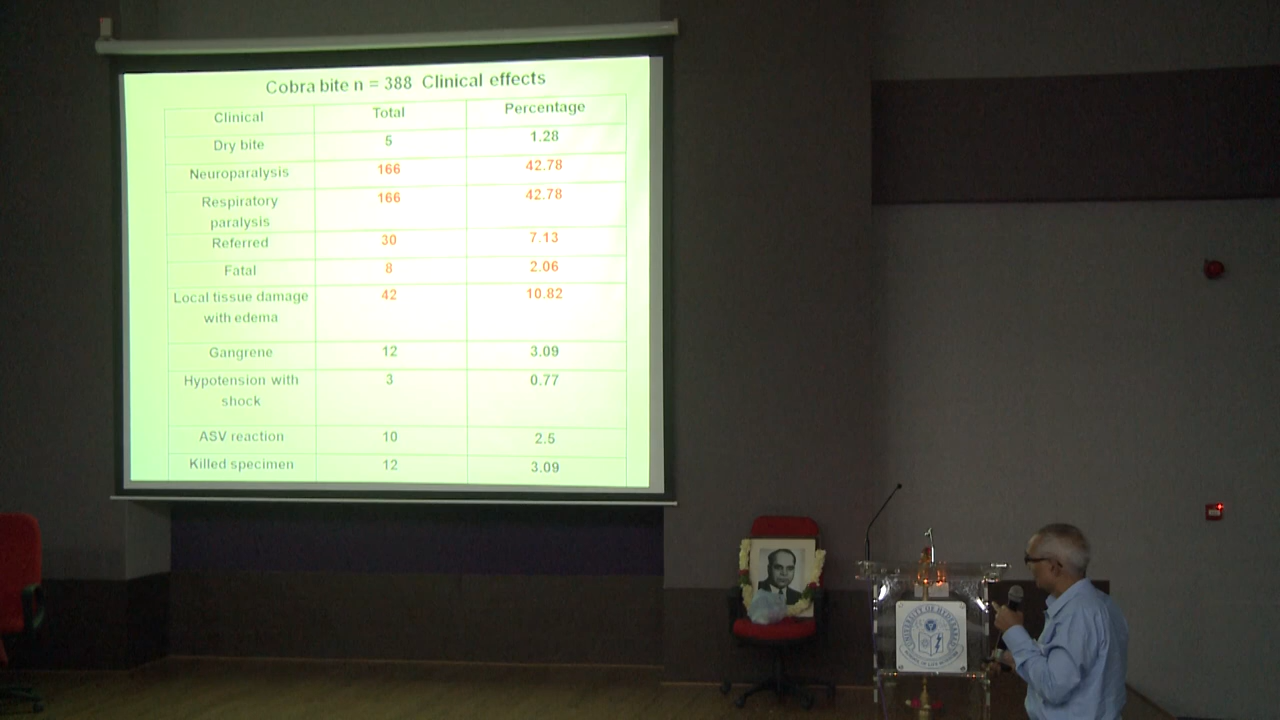 Cobra bite n = 388 Clinical effects
Clinical Total Percentage
Dry bite 5 1.28
Neuroparalysis 166 42.78
Respiratory paralysis 166 42.78
Referred 30 7.13
Fatal 8 2.06
Local tissue damage with edema 42 10.82
Gangrene 12 3.09
Hypotension with shock 3 0.77
ASV reaction 10 2.5
Killed specimen 12 3.09
UNIVERSITY OF HYDERABAD